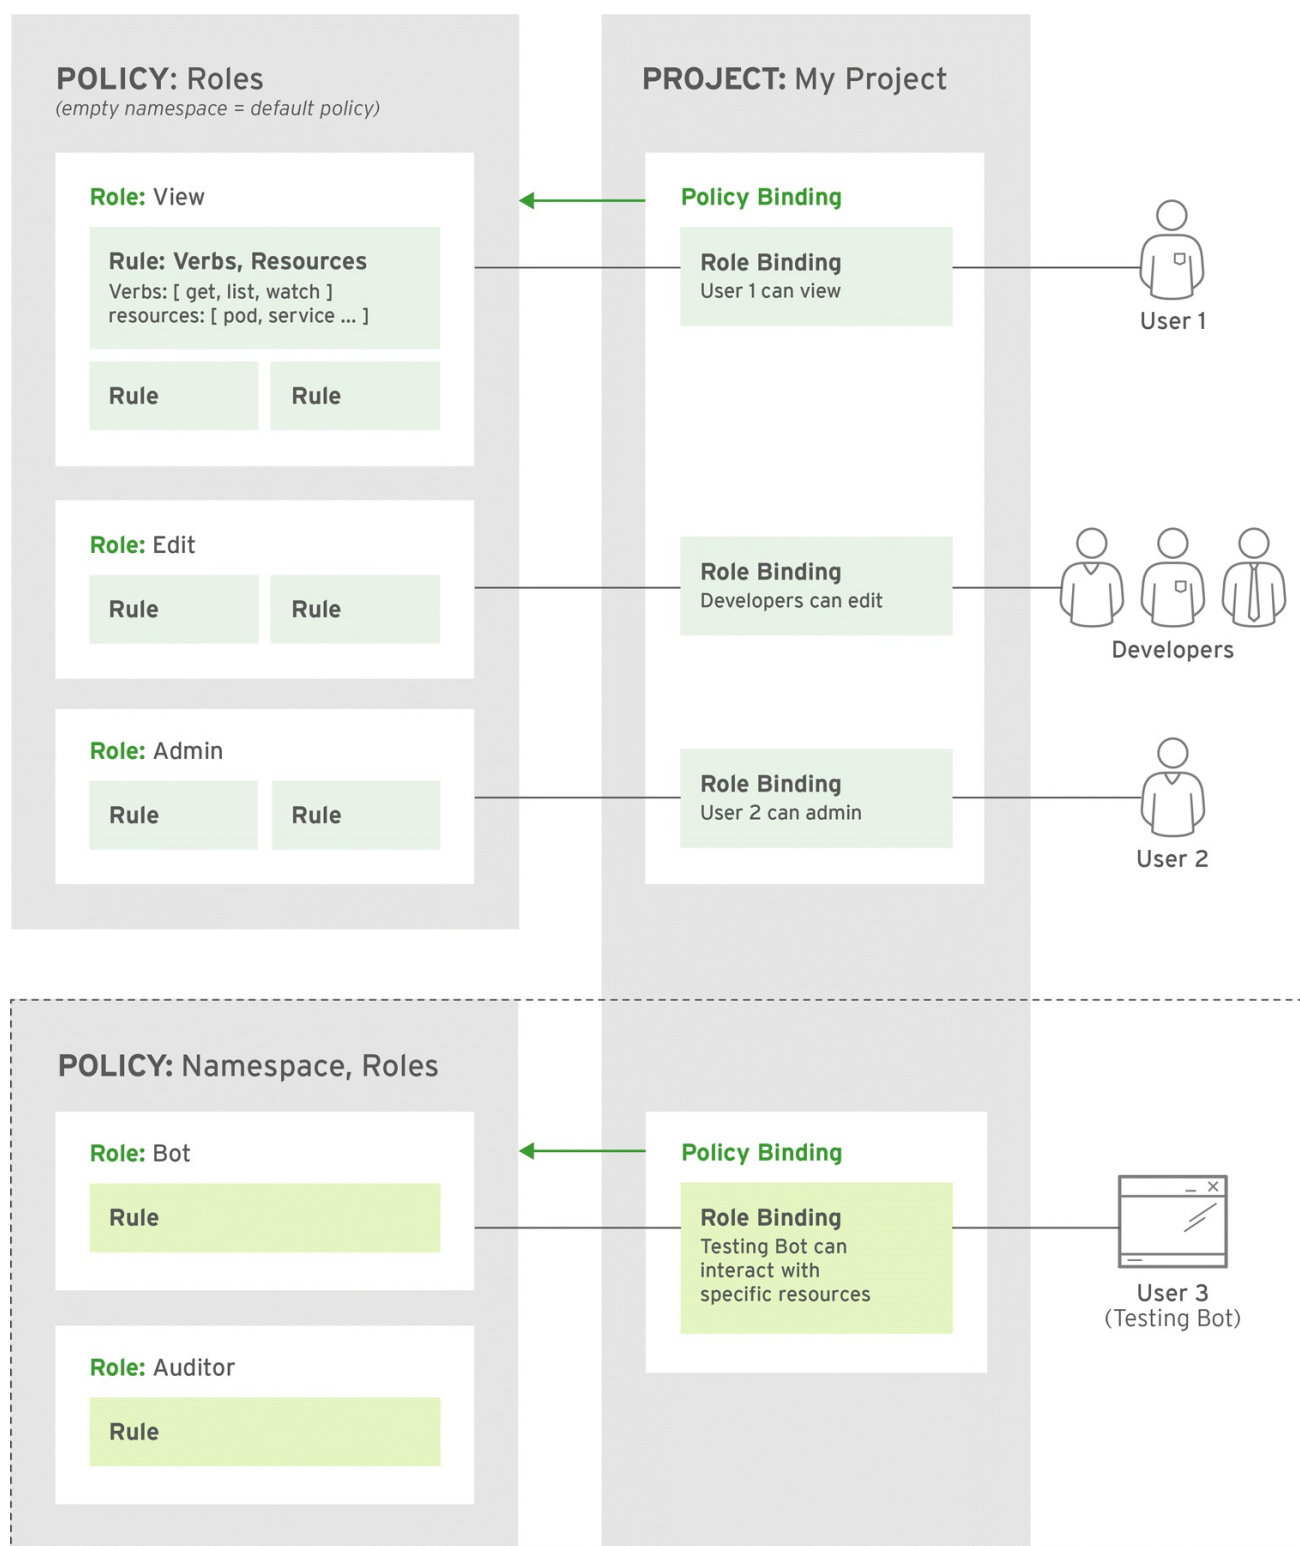 POLICY: Roles
(empty namespace = default policy)
Role: View
Rule: Verbs, Resources
Verbs: [ get, list, watch ]
resources: [ pod, service ... ]
Rule
Rule
Role: Edit
Rule
Rule
Role: Admin
Rule
Rule
PROJECT: My Project
Policy Binding
Role Binding
User 1 can view
Role Binding
Developers can edit
Role Binding
User 2 can admin
User 1
Developers
User 2
POLICY: Namespace, Roles
Role: Bot
Rule
Role: Auditor
Rule
Policy Binding
Role Binding
Testing Bot can
interact with
specific resources
User 3
(Testing Bot)